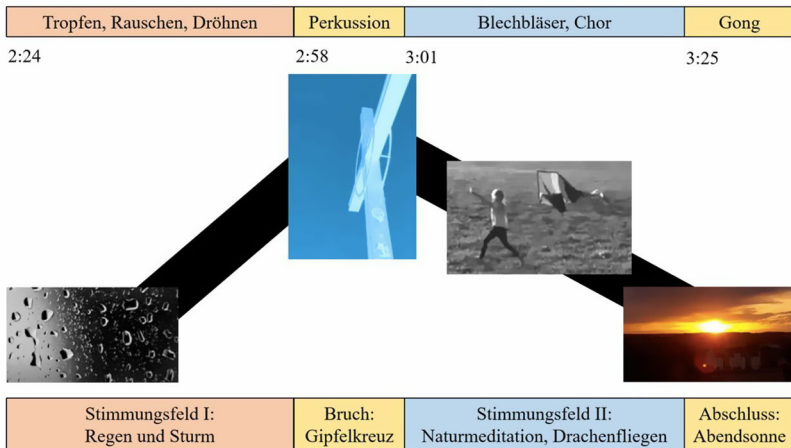 Tropfen, Rauschen, Dröhnen
Perkussion
Blechbläser, Chor
Gong
2:24
2:58
3:01
3:25
Stimmungsfeld I:
Regen und Sturm
Bruch:
Gipfelkreuz
Stimmungsfeld II:
Naturmeditation, Drachenfliegen
Abschluss:
Abendsonne